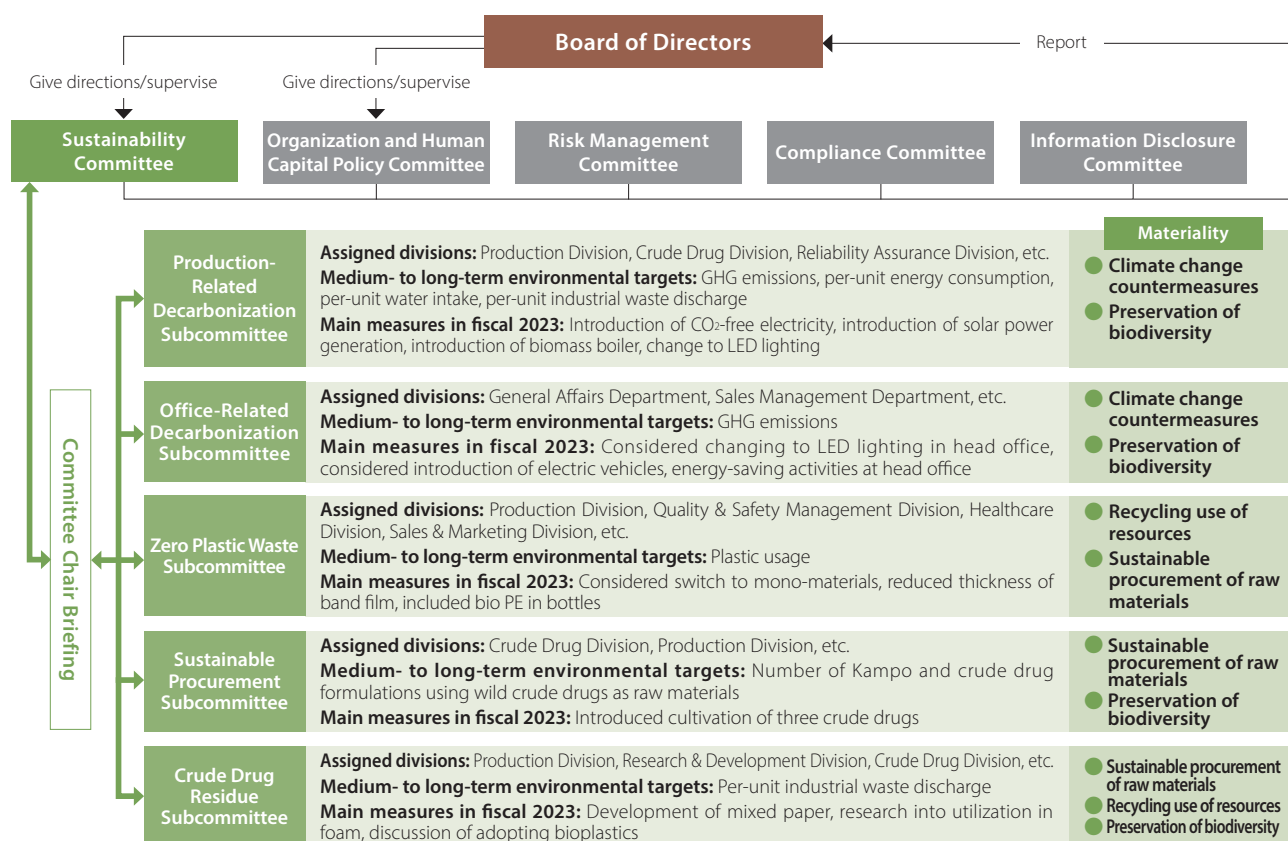 Board of Directors
Report
Give directions/supervise
Give directions/supervise
Sustainability
Committee
Organization and Human
Capital Policy Committee
Risk Management
Committee
Compliance Committee
Information Disclosure
Committee
Materiality
Committee Chair Briefing
Production-
Related
Decarbonization
Subcommittee
Assigned divisions: Production Division, Crude Drug Division, Reliability Assurance Division, etc.
Medium- to long-term environmental targets: GHG emissions, per-unit energy consumption,
per-unit water intake, per-unit industrial waste discharge
Main measures in fiscal 2023: Introduction of CO2-free electricity, introduction of solar power
generation, introduction of biomass boiler, change to LED lighting
Climate change
countermeasures
Preservation of
biodiversity
Office-Related
Decarbonization
Subcommittee
Assigned divisions: General Affairs Department, Sales Management Department, etc.
Medium- to long-term environmental targets: GHG emissions
Main measures in fiscal 2023: Considered changing to LED lighting in head office,
considered introduction of electric vehicles, energy-saving activities at head office
Climate change
countermeasures
Preservation of
biodiversity
Zero Plastic Waste
Subcommittee
Assigned divisions: Production Division, Quality & Safety Management Division, Healthcare
Division, Sales & Marketing Division, etc.
Medium- to long-term environmental targets: Plastic usage
Main measures in fiscal 2023: Considered switch to mono-materials, reduced thickness of
band film, included bio PE in bottles
Recycling use of
resources
Sustainable
procurement of raw
materials
Sustainable
Procurement
Subcommittee
Assigned divisions: Crude Drug Division, Production Division, etc.
Medium- to long-term environmental targets: Number of Kampo and crude drug
formulations using wild crude drugs as raw materials
Main measures in fiscal 2023: Introduced cultivation of three crude drugs
Sustainable
procurement of raw
materials
Preservation of
biodiversity
Crude Drug
Residue
Subcommittee
Assigned divisions: Production Division, Research & Development Division, Crude Drug Division, etc.
Medium- to long-term environmental targets: Per-unit industrial waste discharge
Main measures in fiscal 2023: Development of mixed paper, research into utilization in
foam, discussion of adopting bioplastics
Sustainable procurement
of raw materials
Recycling use of resources
Preservation of biodiversity